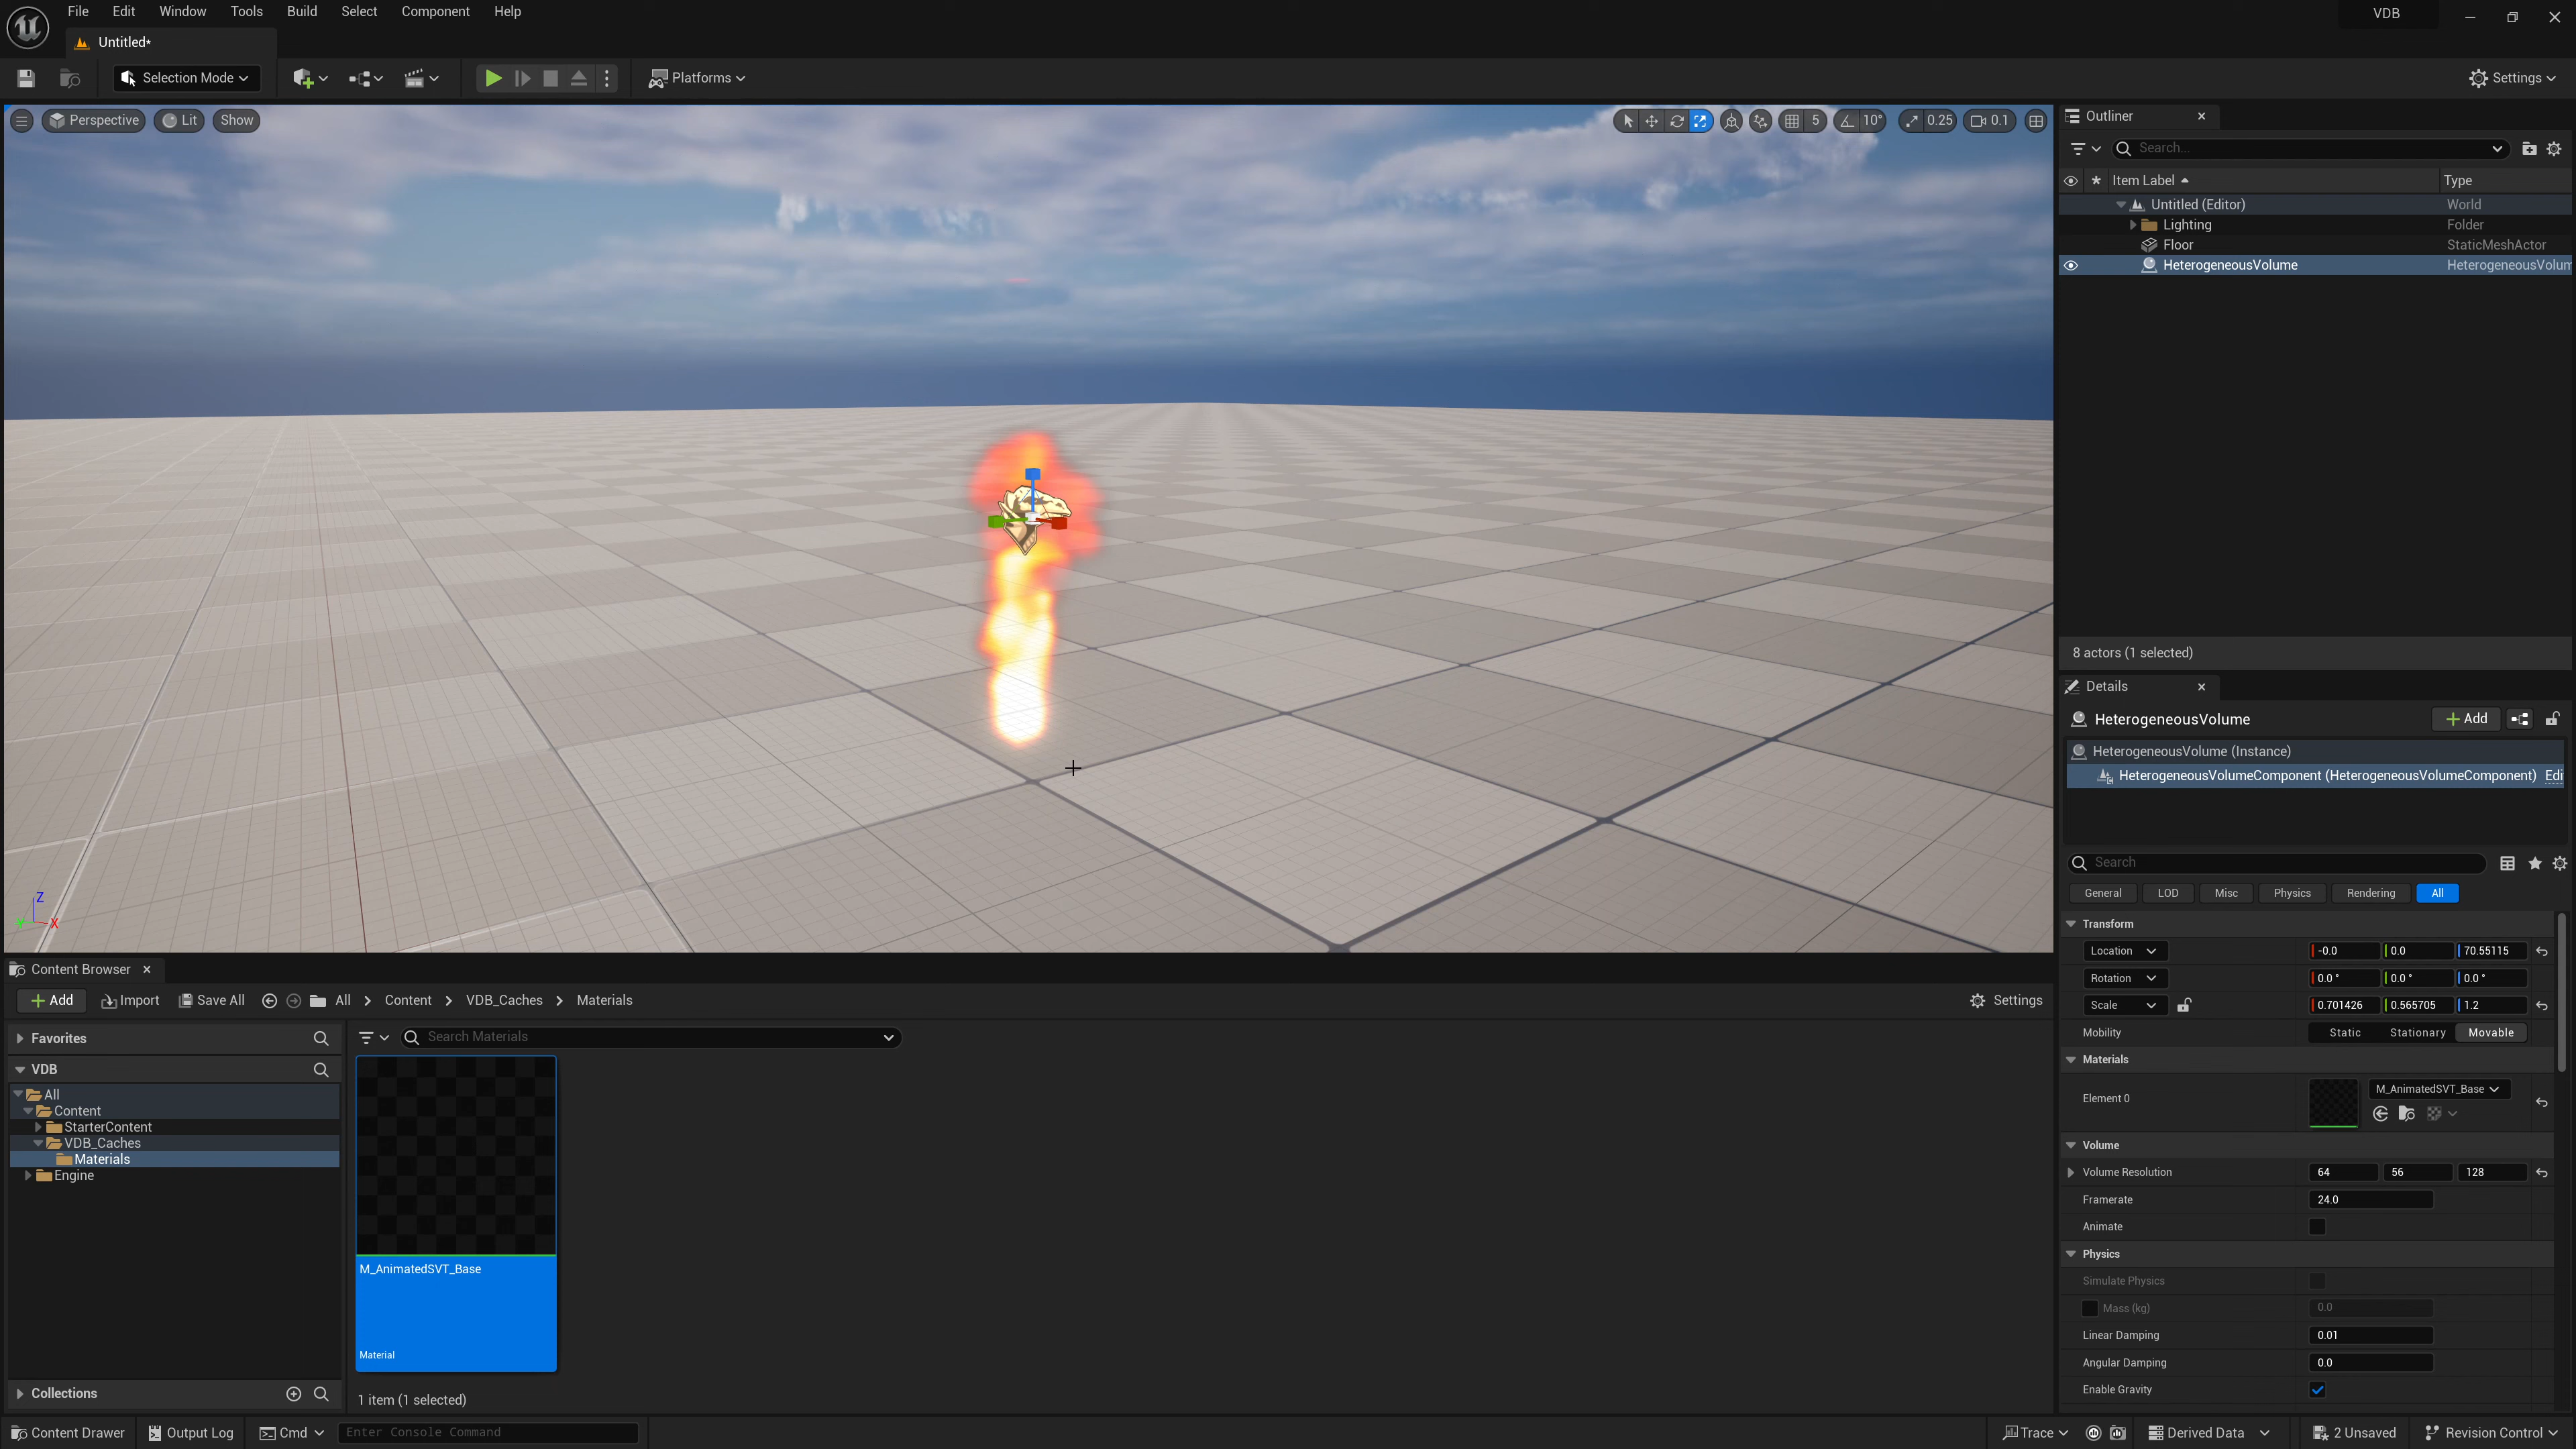 File Edit Window Tools Build Select Component Help
VDB
Untitled*
Selection Mode
Platforms
Settings
Perspective Lit Show
5 10° 0.25 0.1
Outliner
Search...
Item Label Type
Untitled (Editor) World
Lighting Folder
Floor StaticMeshActor
HeterogeneousVolume HeterogeneousVolum
8 actors (1 selected)
Details
HeterogeneousVolume
Add
HeterogeneousVolume (Instance)
HeterogeneousVolumeComponent (HeterogeneousVolumeComponent) Edi
Search
General LOD Misc Physics Rendering All
Transform
Location -0.0 0.0 70.55115
Rotation 0.0° 0.0° 0.0°
Scale 0.701426 0.565705 1.2
Mobility Static Stationary Movable
Materials
Element 0 M_AnimatedSVT_Base
Volume
Volume Resolution 64 56 128
Framerate 24.0
Animate
Physics
Simulate Physics
Mass (kg) 0.0
Linear Damping 0.01
Angular Damping 0.0
Enable Gravity
Z
Y X
Content Browser
Add Import Save All All > Content > VDB_Caches > Materials
Settings
Favorites
Search Materials
VDB
All
Content
StarterContent
VDB_Caches
Materials
Engine
M_AnimatedSVT_Base
Material
Collections
1 item (1 selected)
Content Drawer Output Log Cmd Enter Console Command
Trace Derived Data 2 Unsaved Revision Control